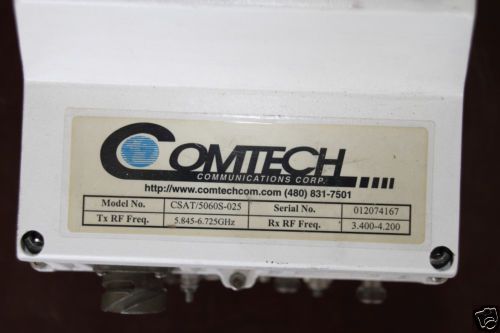 COMTECH
COMMUNICATIONS CORP.
http://www.comtechcom.com (480) 831-7501
Model No. CSAT/5060S-025 Serial No. 012074167
Tx RF Freq. 5.845-6.725GHz Rx RF Freq. 3.400-4.200